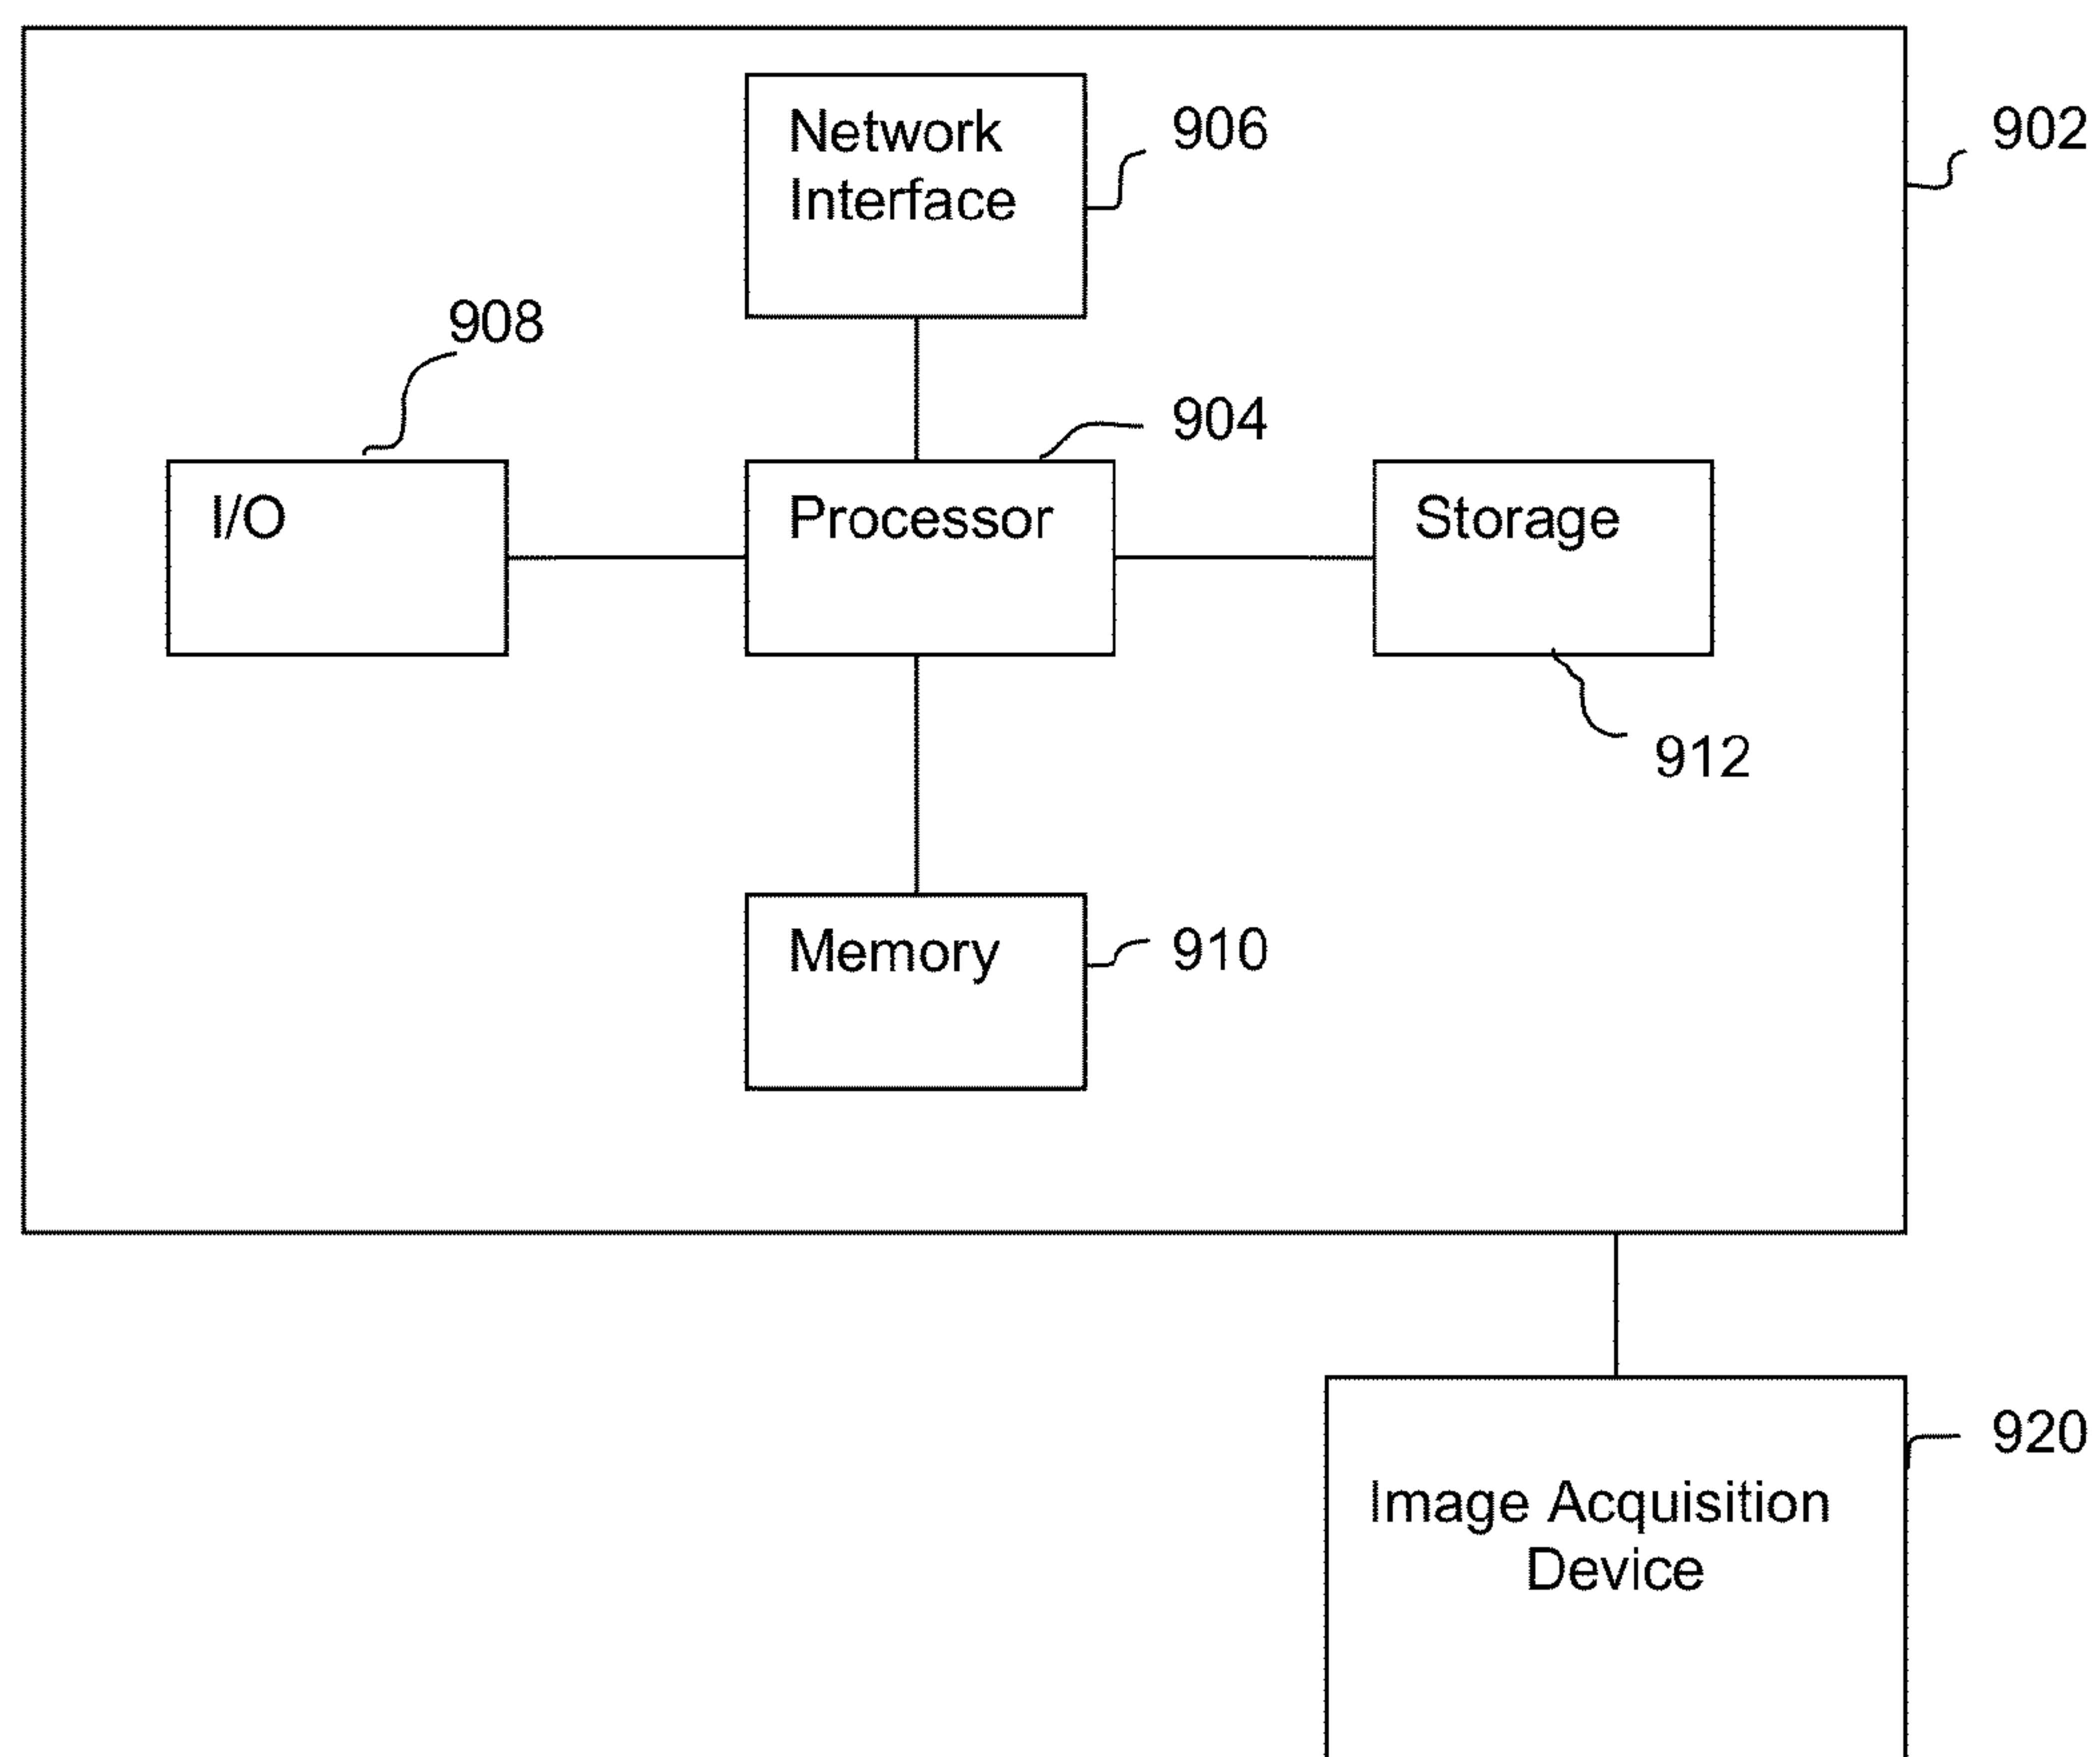 Network
Interface
906
902
908
904
I/O
Processor
Storage
912
Memory
910
920
Image Acquisition
Device